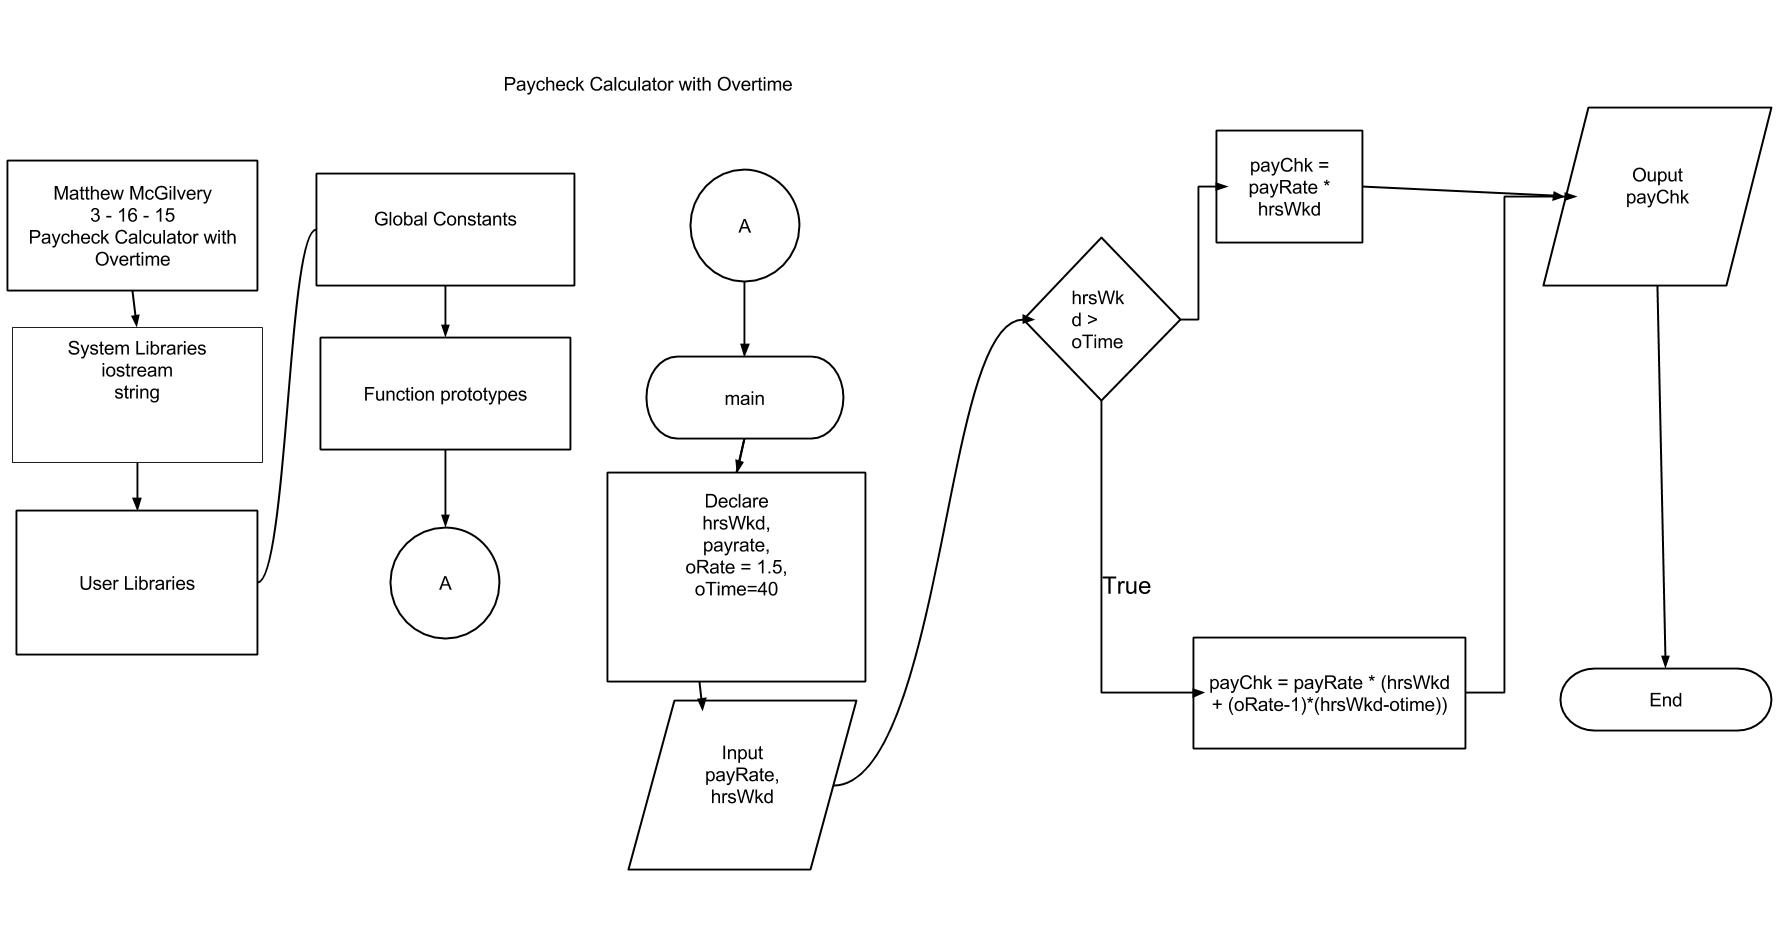 Paycheck Calculator with Overtime
Matthew McGilvery
3 - 16 - 15
Paycheck Calculator with
Overtime
System Libraries
iostream
string
User Libraries
Global Constants
Function prototypes
A
A
main
Declare
hrsWkd,
payrate,
oRate = 1.5,
oTime=40
Input
payRate,
hrsWkd
hrsWk
d >
oTime
True
payChk =
payRate *
hrsWkd
payChk = payRate * (hrsWkd
+ (oRate-1)*(hrsWkd-otime))
Ouput
payChk
End